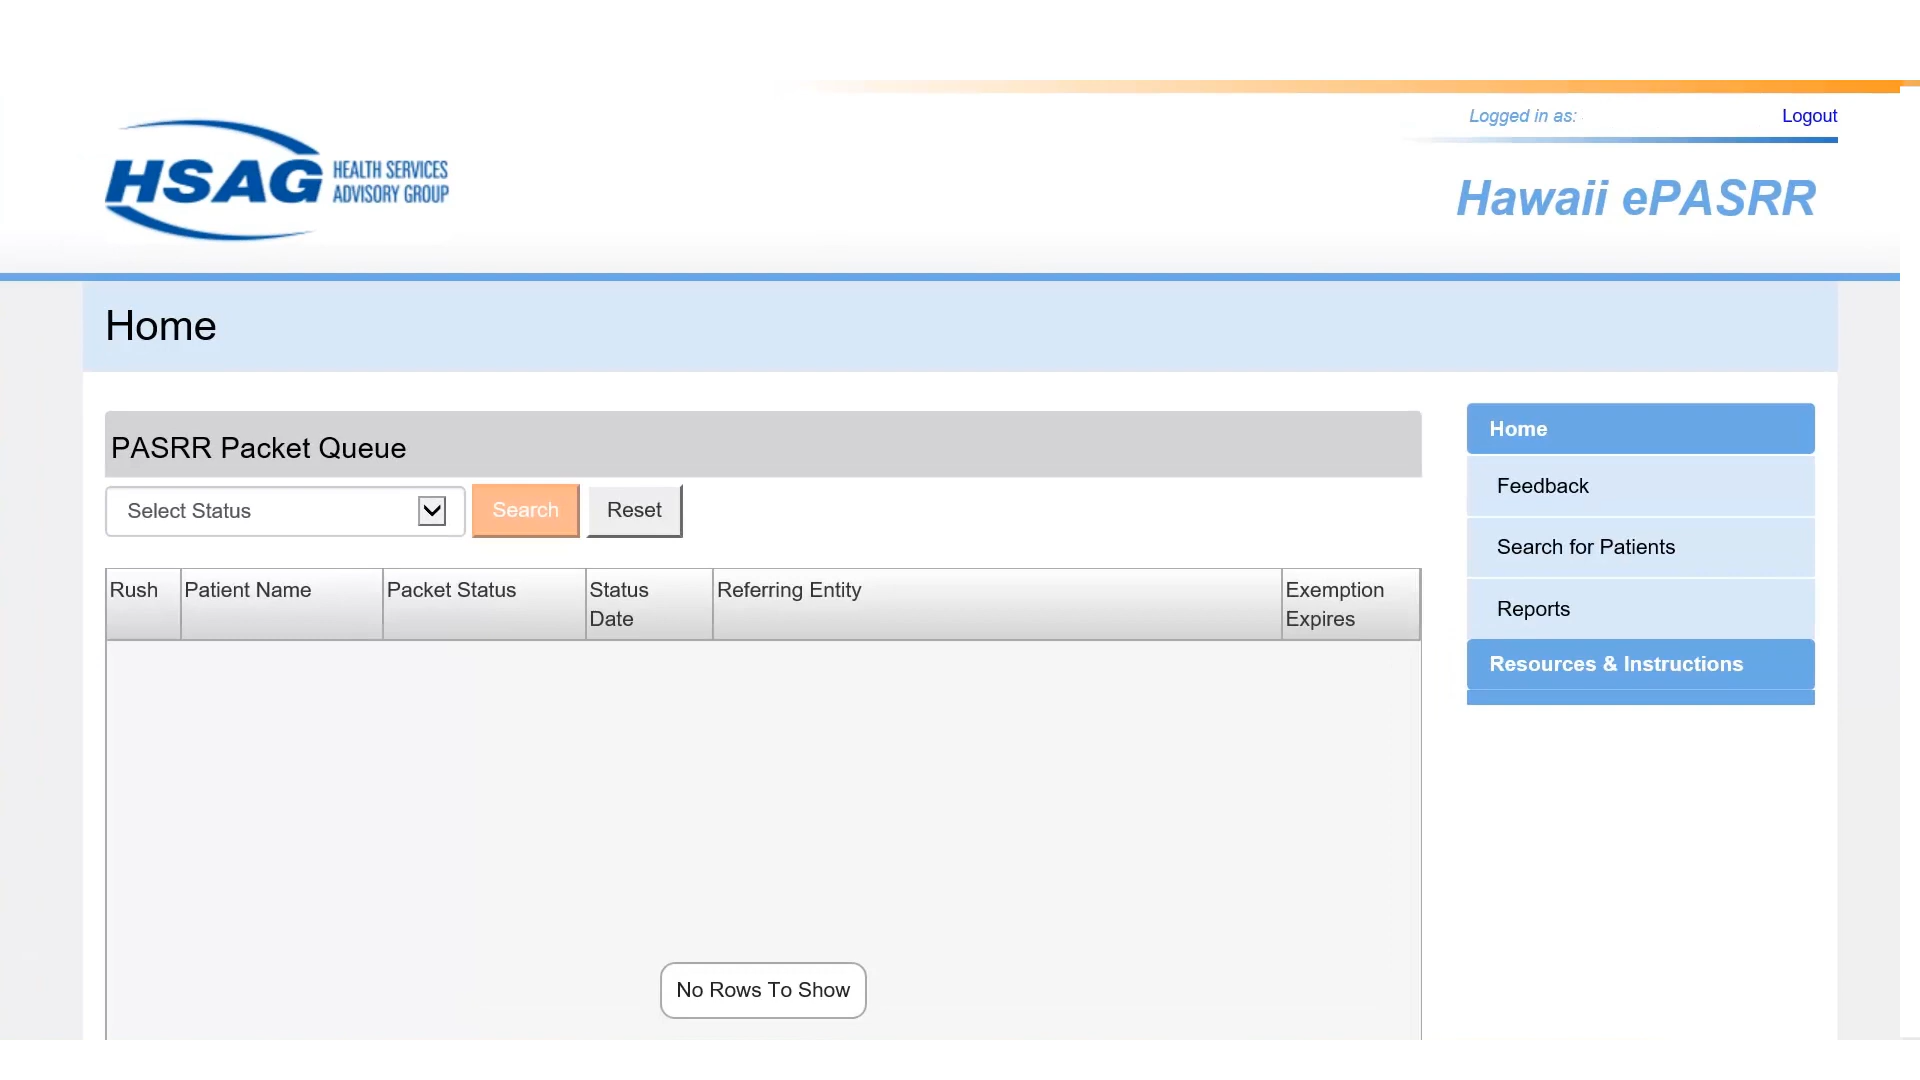 Logged in as:
Logout
HSAG HEALTH SERVICES
ADVISORY GROUP
Hawaii ePASRR
Home
PASRR Packet Queue
Select Status
Search
Reset
Rush
Patient Name
Packet Status
Status
Date
Referring Entity
Exemption
Expires
No Rows To Show
Home
Feedback
Search for Patients
Reports
Resources & Instructions